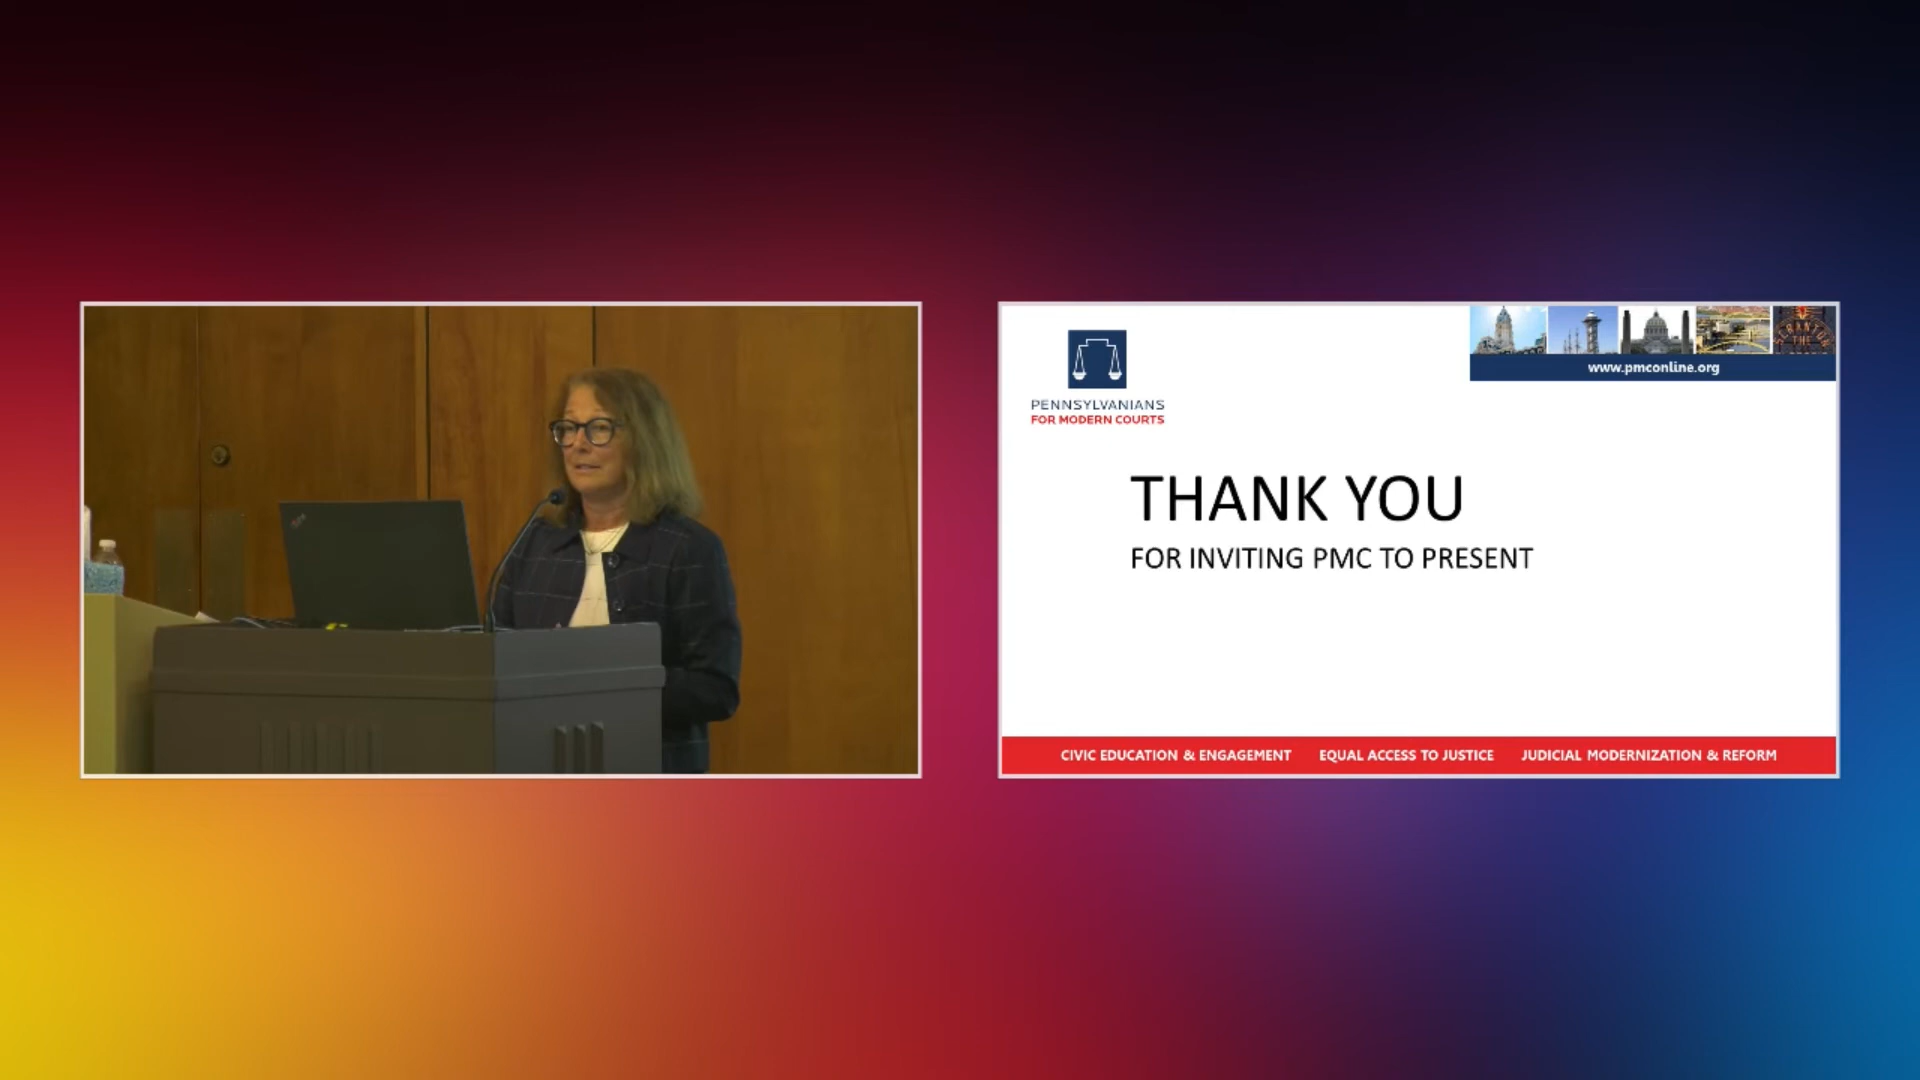 www.pmconline.org
PENNSYLVANIANS
FOR MODERN COURTS
THANK YOU
FOR INVITING PMC TO PRESENT
CIVIC EDUCATION & ENGAGEMENT EQUAL ACCESS TO JUSTICE JUDICIAL MODERNIZATION & REFORM